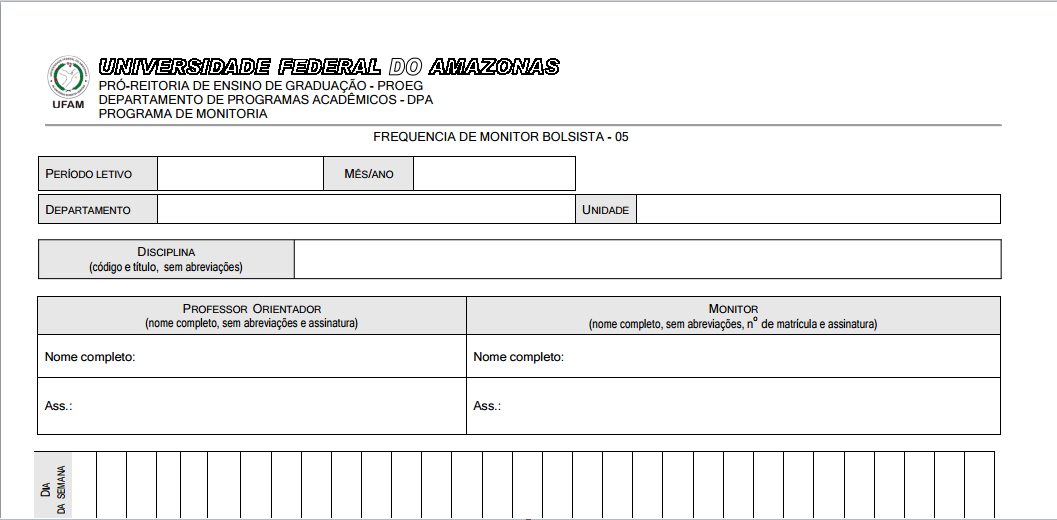 UNIVERSIDADE FEDERAL DO AMAZONAS
PRÓ-REITORIA DE ENSINO DE GRADUAÇÃO - PROEG
DEPARTAMENTO DE PROGRAMAS ACADÊMICOS - DPA
PROGRAMA DE MONITORIA
UFAM
FREQUENCIA DE MONITOR BOLSISTA - 05
PERÍODO LETIVO
MÊS/ANO
DEPARTAMENTO
UNIDADE
DISCIPLINA
(código e título, sem abreviações)
PROFESSOR ORIENTADOR
(nome completo, sem abreviações e assinatura)
MONITOR
(nome completo, sem abreviações, nº de matrícula e assinatura)
Nome completo:
Nome completo:
Ass.:
Ass.:
DIA
DA SEMANA